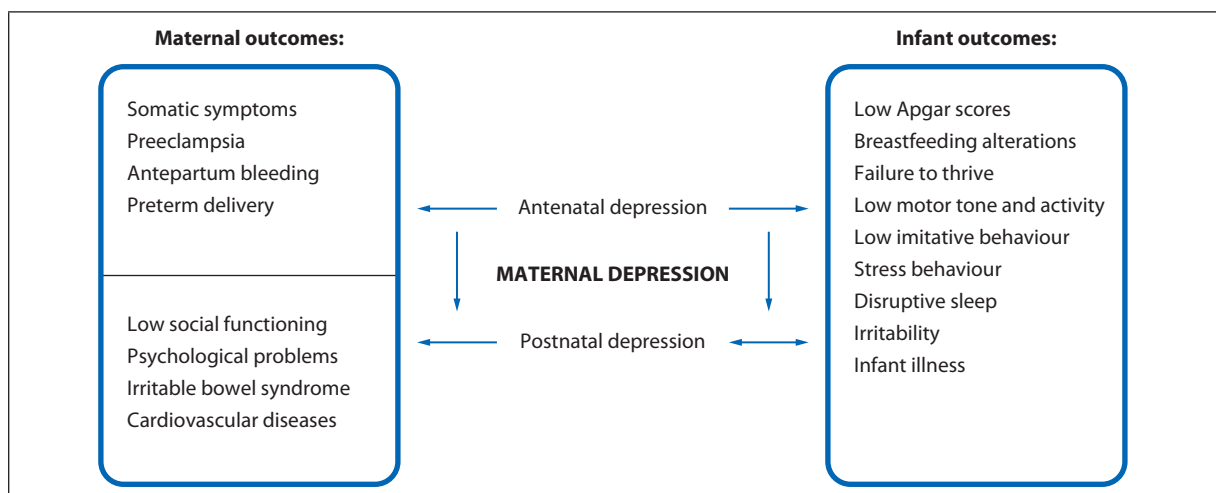 Maternal outcomes:
Somatic symptoms
Preeclampsia
Antepartum bleeding
Preterm delivery
Low social functioning
Psychological problems
Irritable bowel syndrome
Cardiovascular diseases
Antenatal depression
MATERNAL DEPRESSION
Postnatal depression
Infant outcomes:
Low Apgar scores
Breastfeeding alterations
Failure to thrive
Low motor tone and activity
Low imitative behaviour
Stress behaviour
Disruptive sleep
Irritability
Infant illness